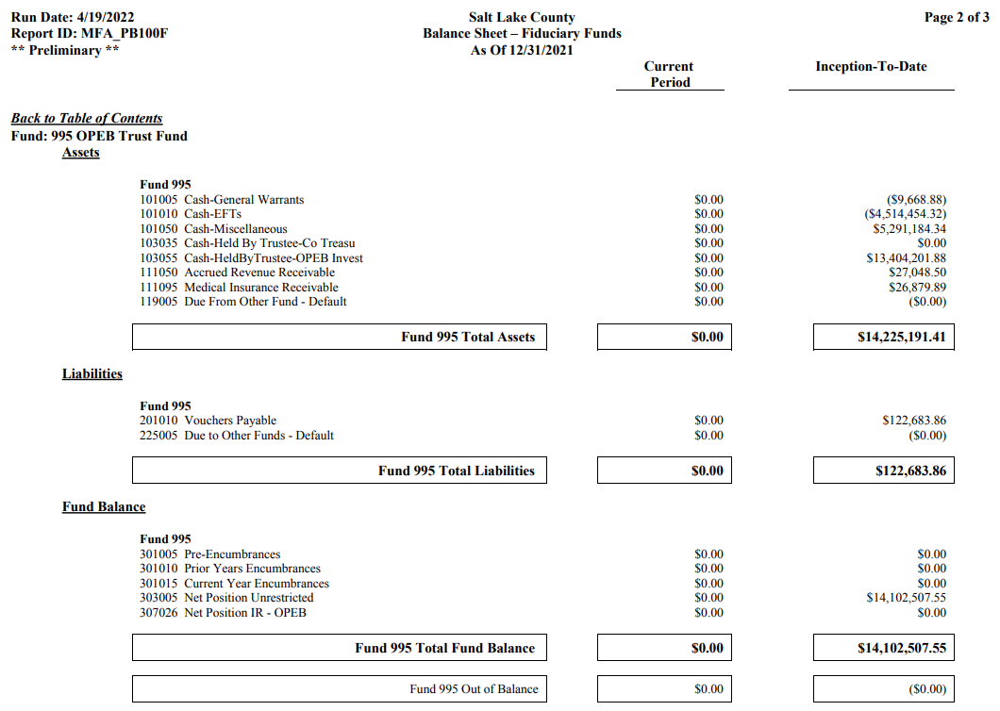 Run Date: 4/19/2022 Salt Lake County Page 2 of 3
Report ID: MFA_PB100F Balance Sheet – Fiduciary Funds
** Preliminary ** As Of 12/31/2021
Current Inception-To-Date
Period
Back to Table of Contents
Fund: 995 OPEB Trust Fund
Assets
Fund 995
101005 Cash-General Warrants $0.00 ($9,668.88)
101010 Cash-EFTs $0.00 ($4,514,454.32)
101050 Cash-Miscellaneous $0.00 $5,291,184.34
103035 Cash-Held By Trustee-Co Treasu $0.00 $0.00
103055 Cash-HeldByTrustee-OPEB Invest $0.00 $13,404,201.88
111050 Accrued Revenue Receivable $0.00 $27,048.50
111095 Medical Insurance Receivable $0.00 $26,879.89
119005 Due From Other Fund - Default $0.00 ($0.00)
Fund 995 Total Assets $0.00 $14,225,191.41
Liabilities
Fund 995
201010 Vouchers Payable $0.00 $122,683.86
225005 Due to Other Funds - Default $0.00 ($0.00)
Fund 995 Total Liabilities $0.00 $122,683.86
Fund Balance
Fund 995
301005 Pre-Encumbrances $0.00 $0.00
301010 Prior Years Encumbrances $0.00 $0.00
301015 Current Year Encumbrances $0.00 $0.00
303005 Net Position Unrestricted $0.00 $14,102,507.55
307026 Net Position IR - OPEB $0.00 $0.00
Fund 995 Total Fund Balance $0.00 $14,102,507.55
Fund 995 Out of Balance $0.00 ($0.00)